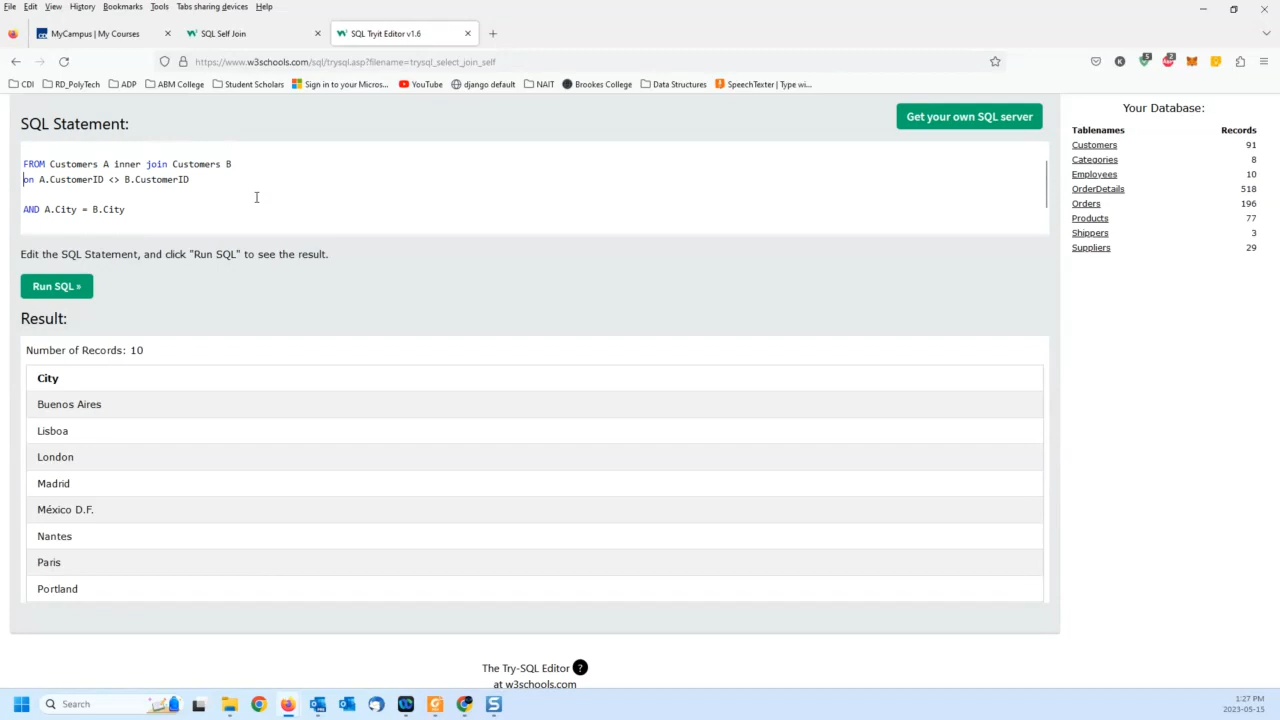 File Edit View History Bookmarks Tools Tabs sharing devices Help
MyCampus | My Courses
SQL Self Join
SQL Tryit Editor v1.6
https://www.w3schools.com/sql/trysql.asp?filename=trysql_select_join_self
CDI RD_PolyTech ADP ABM College Student Scholars Sign in to your Micros... YouTube django default NAIT Brookes College Data Structures SpeechTexter | Type wi...
SQL Statement:
Get your own SQL server
FROM Customers A inner join Customers B
on A.CustomerID <> B.CustomerID
AND A.City = B.City
Edit the SQL Statement, and click "Run SQL" to see the result.
Run SQL »
Result:
Number of Records: 10
City
Buenos Aires
Lisboa
London
Madrid
México D.F.
Nantes
Paris
Portland
Your Database:
Tablenames Records
Customers 91
Categories 8
Employees 10
OrderDetails 518
Orders 196
Products 77
Shippers 3
Suppliers 29
The Try-SQL Editor ?
at w3schools.com
Search
1:27 PM
2023-05-15